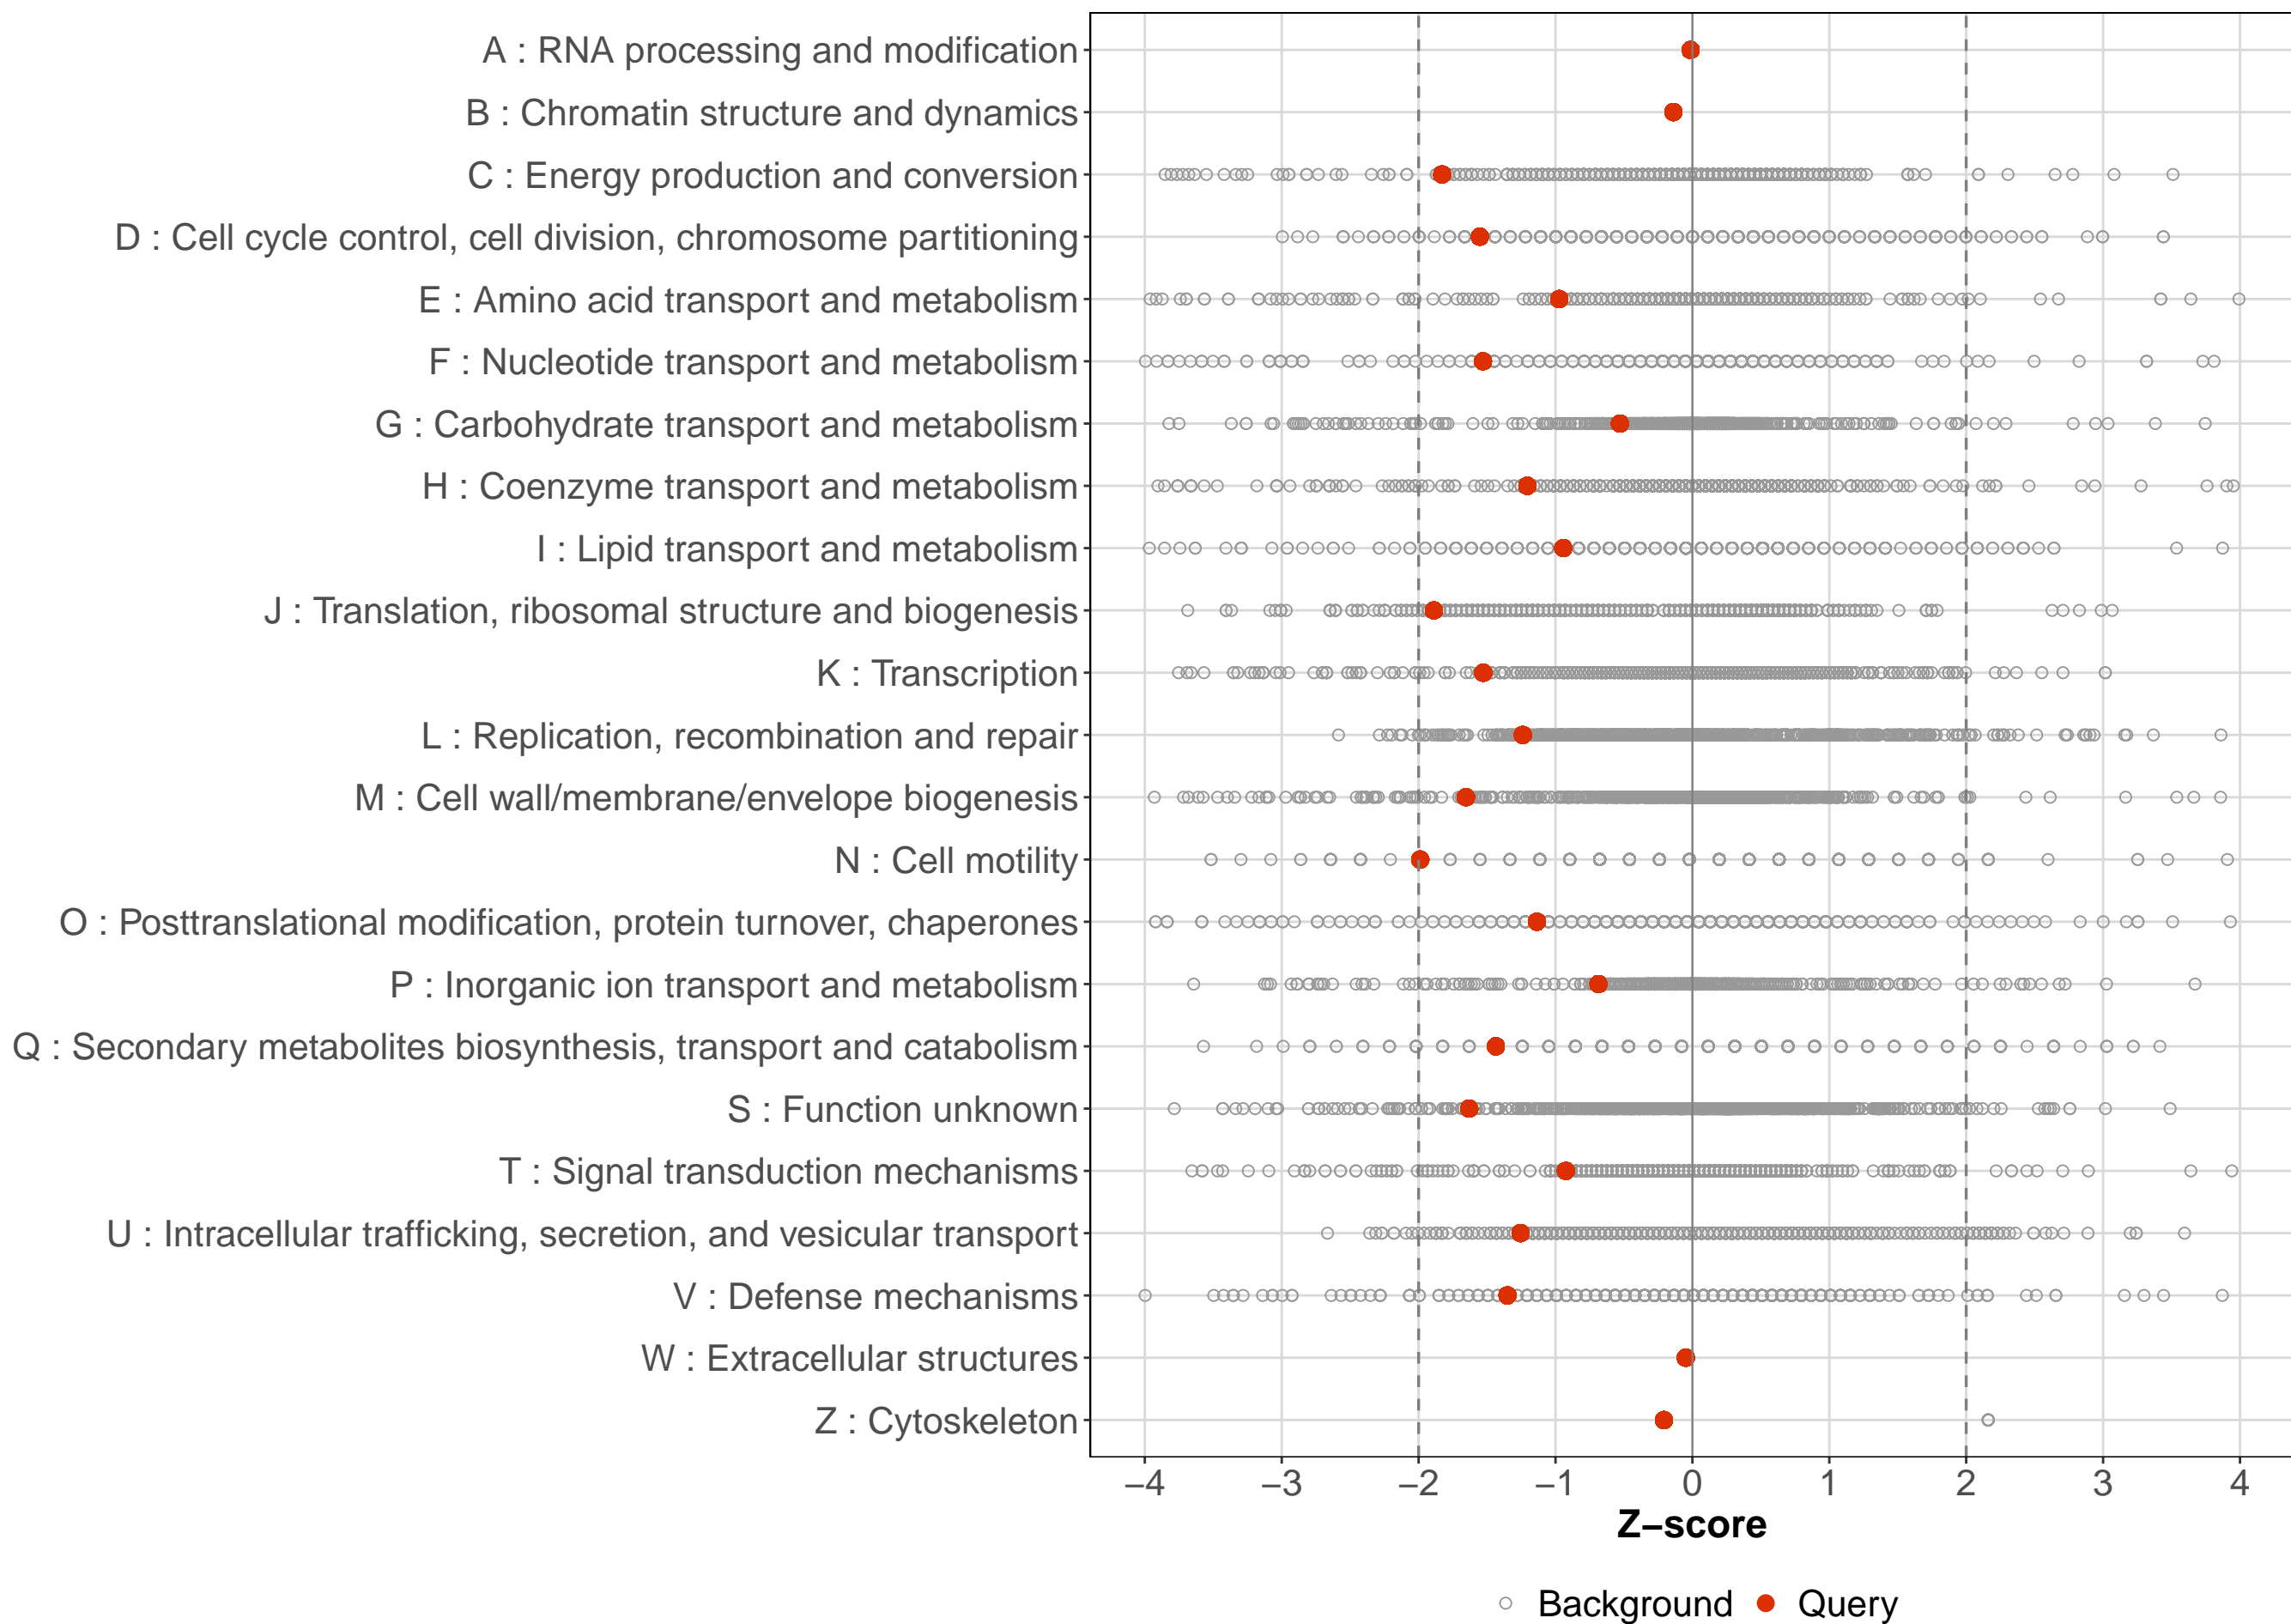 A : RNA processing and modification
B : Chromatin structure and dynamics
C : Energy production and conversion
D : Cell cycle control, cell division, chromosome partitioning
E : Amino acid transport and metabolism
F : Nucleotide transport and metabolism
G : Carbohydrate transport and metabolism
H : Coenzyme transport and metabolism
I : Lipid transport and metabolism
J : Translation, ribosomal structure and biogenesis
K : Transcription
L : Replication, recombination and repair
M : Cell wall/membrane/envelope biogenesis
N : Cell motility
O : Posttranslational modification, protein turnover, chaperones
P : Inorganic ion transport and metabolism
Q : Secondary metabolites biosynthesis, transport and catabolism
S : Function unknown
T : Signal transduction mechanisms
U : Intracellular trafficking, secretion, and vesicular transport
V : Defense mechanisms
W : Extracellular structures
Z : Cytoskeleton
−4 −3 −2 −1 0 1 2 3 4
Z−score
Background Query